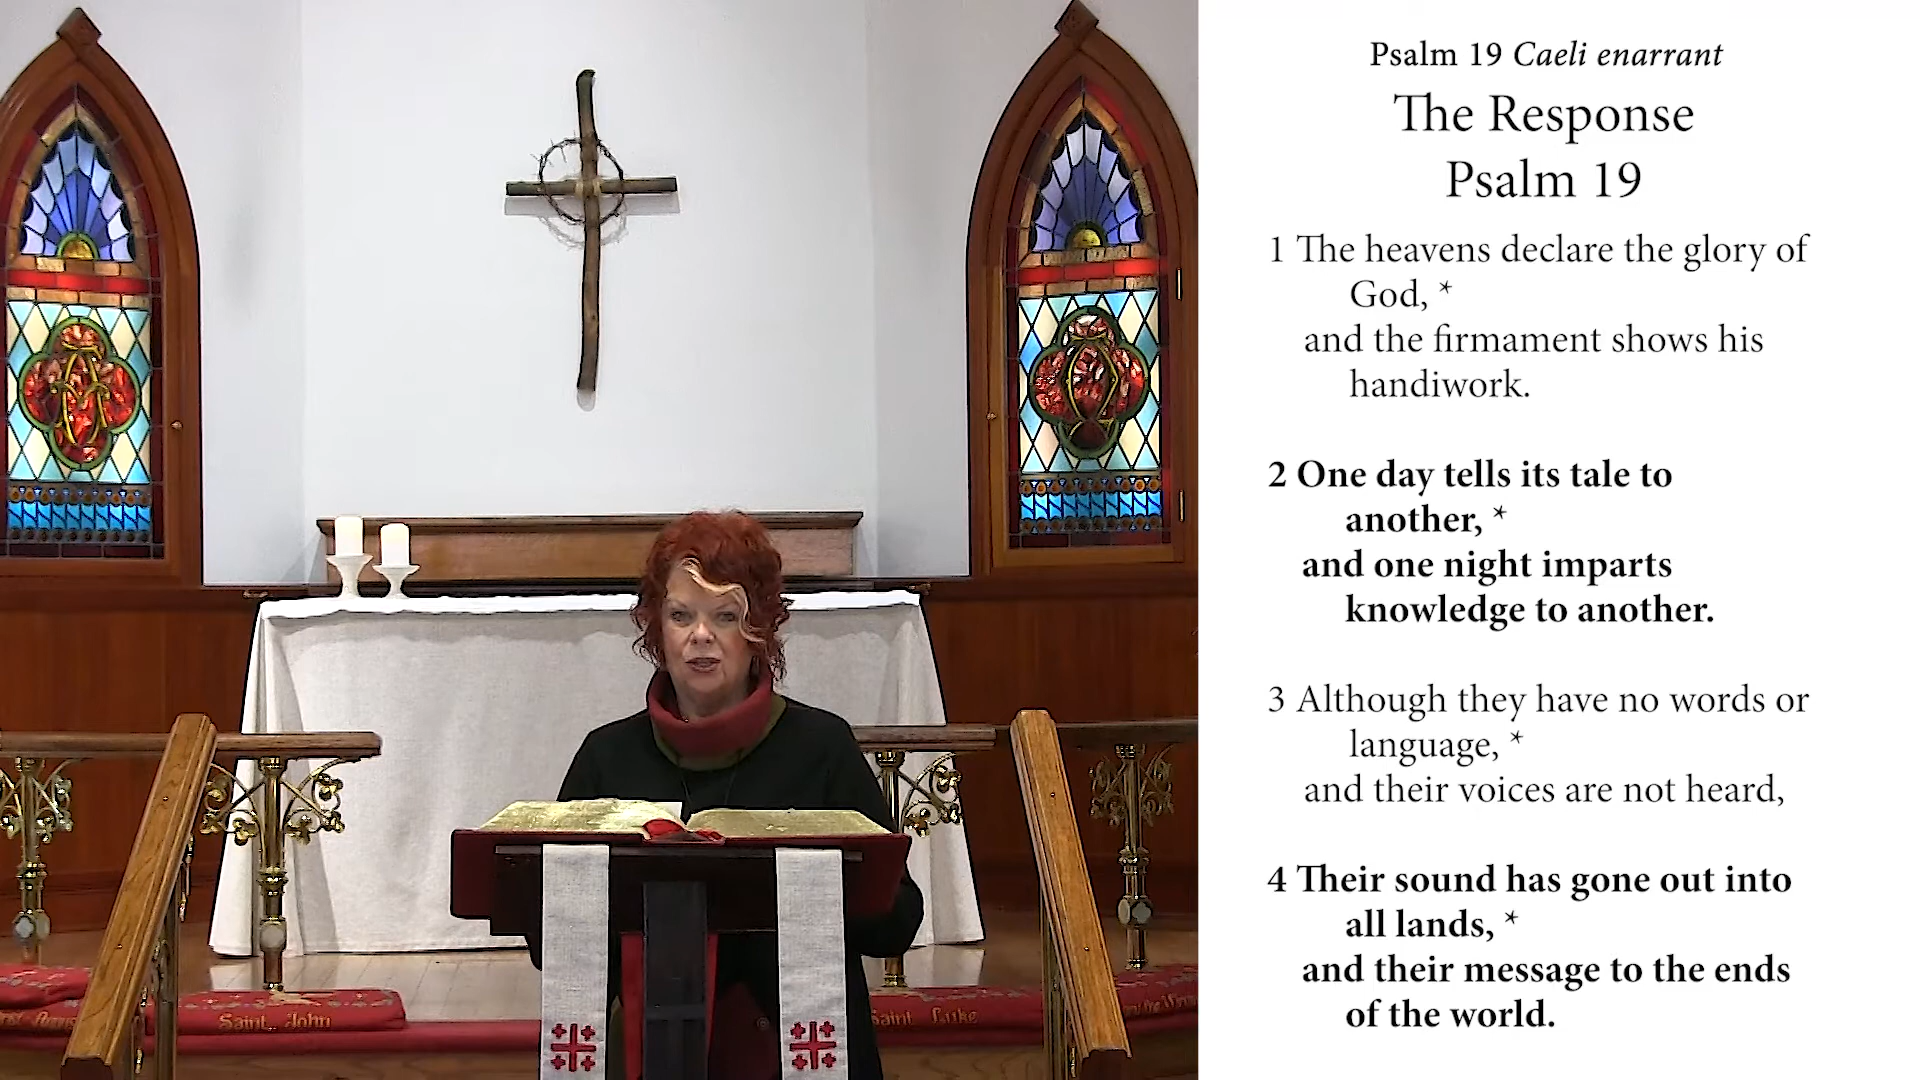 Psalm 19 Caeli enarrant
The Response
Psalm 19
1 The heavens declare the glory of
God, *
and the firmament shows his
handiwork.
2 One day tells its tale to
another, *
and one night imparts
knowledge to another.
3 Although they have no words or
language, *
and their voices are not heard,
4 Their sound has gone out into
all lands, *
and their message to the ends
of the world.
Saint John
Saint Luke